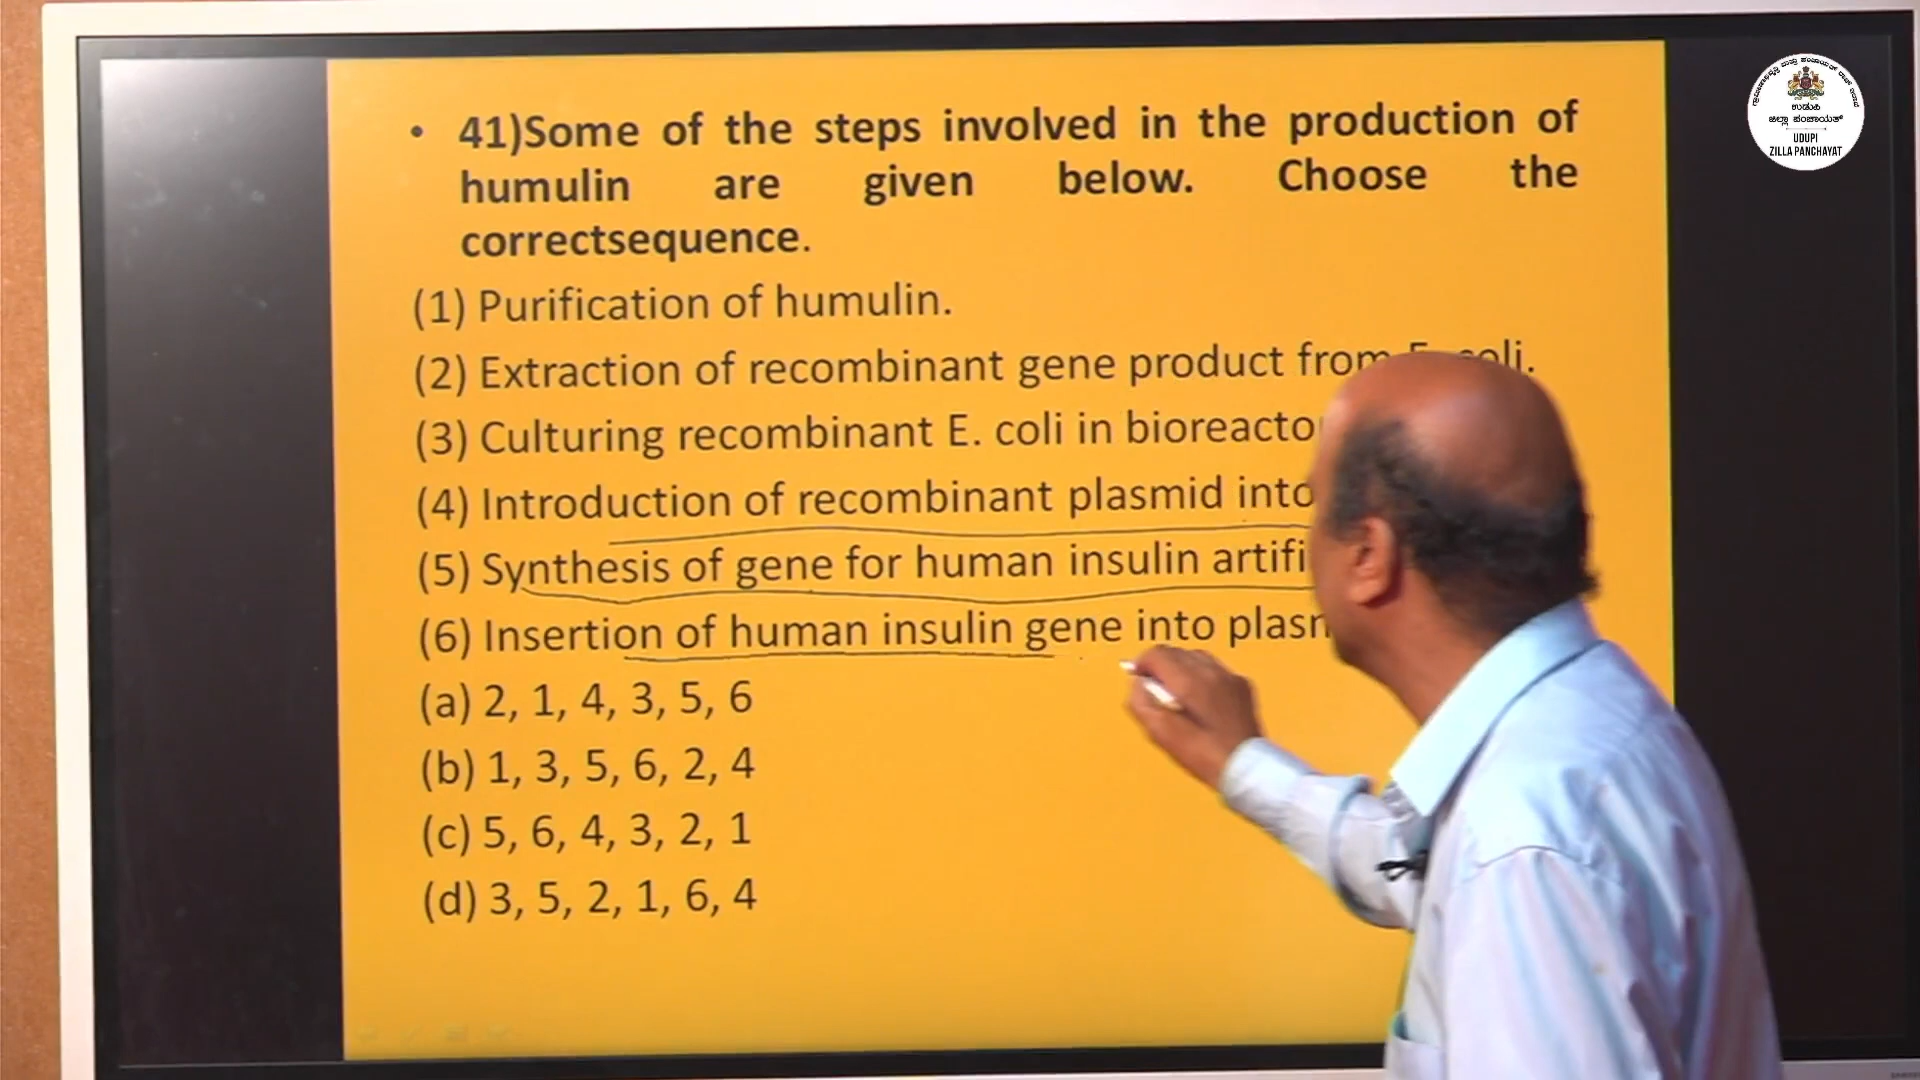 • 41)Some of the steps involved in the production of
humulin are given below. Choose the
correctsequence.
(1) Purification of humulin.
(2) Extraction of recombinant gene product from E. coli.
(3) Culturing recombinant E. coli in
(4) Introduction of recombinant plasmid into
(5) Synthesis of gene for human insulin
(6) Insertion of human insulin gene into
(a) 2, 1, 4, 3, 5, 6
(b) 1, 3, 5, 6, 2, 4
(c) 5, 6, 4, 3, 2, 1
(d) 3, 5, 2, 1, 6, 4
ಉಡುಪಿ
ಜಿಲ್ಲಾ ಪಂಚಾಯತ್
UDUPI
ZILLA PANCHAYAT